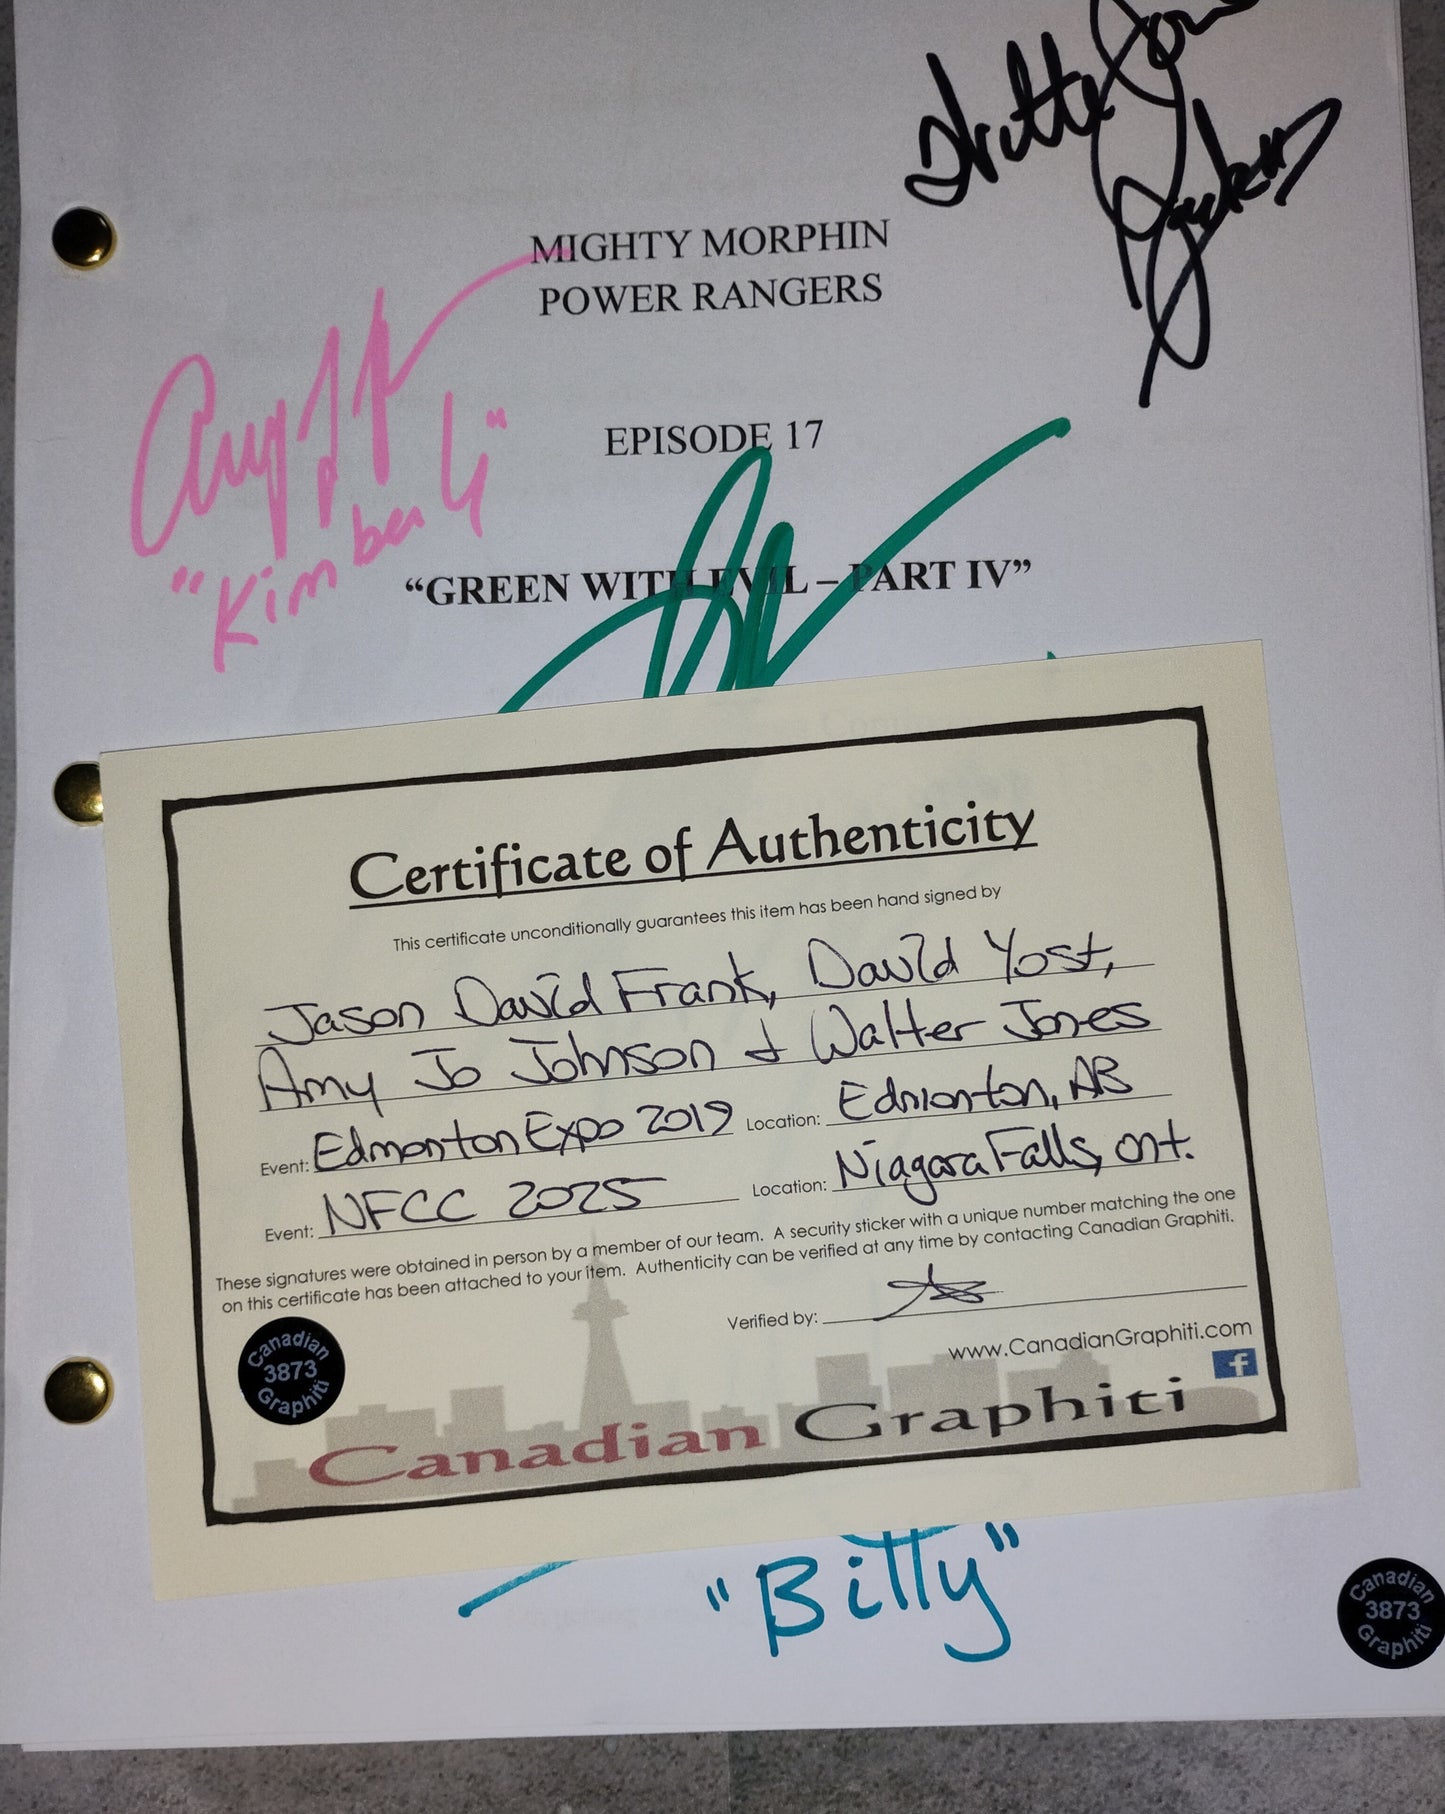 Walter Jones
Jackson
MIGHTY MORPHIN
POWER RANGERS
Amy J
"Kimberly"
EPISODE 17
“GREEN WITH EVIL – PART IV”
Certificate of Authenticity
This certificate unconditionally guarantees this item has been hand signed by
Jason David Frank, David Yost,
Amy Jo Johnson & Walter Jones
Event: Edmonton Expo 2019 Location: Edmonton, AB
Event: NFCC 2025 Location: Niagara Falls, Ont.
These signatures were obtained in person by a member of our team. A security sticker with a unique number matching the one
on this certificate has been attached to your item. Authenticity can be verified at any time by contacting Canadian Graphiti.
Verified by:
www.CanadianGraphiti.com
f
Canadian
3873
Graphiti
Canadian Graphiti
"Billy"
Canadian
3873
Graphiti